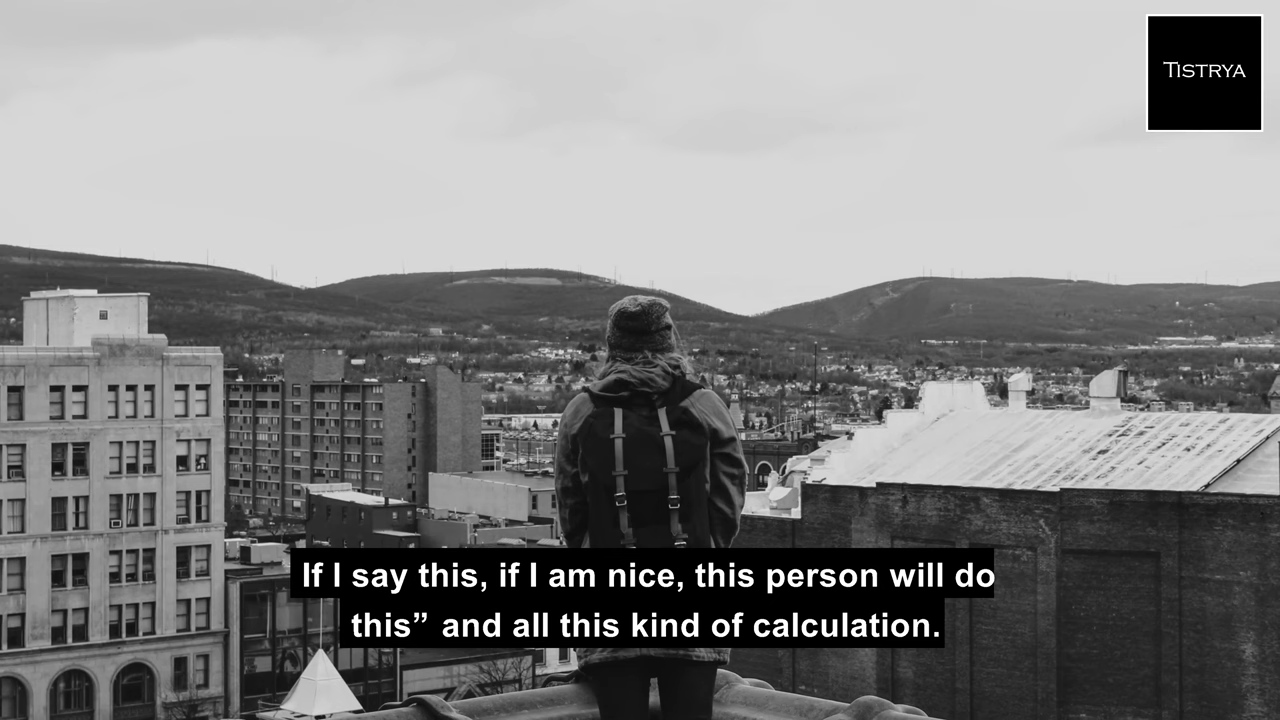 TISTRYA
If I say this, if I am nice, this person will do
this” and all this kind of calculation.